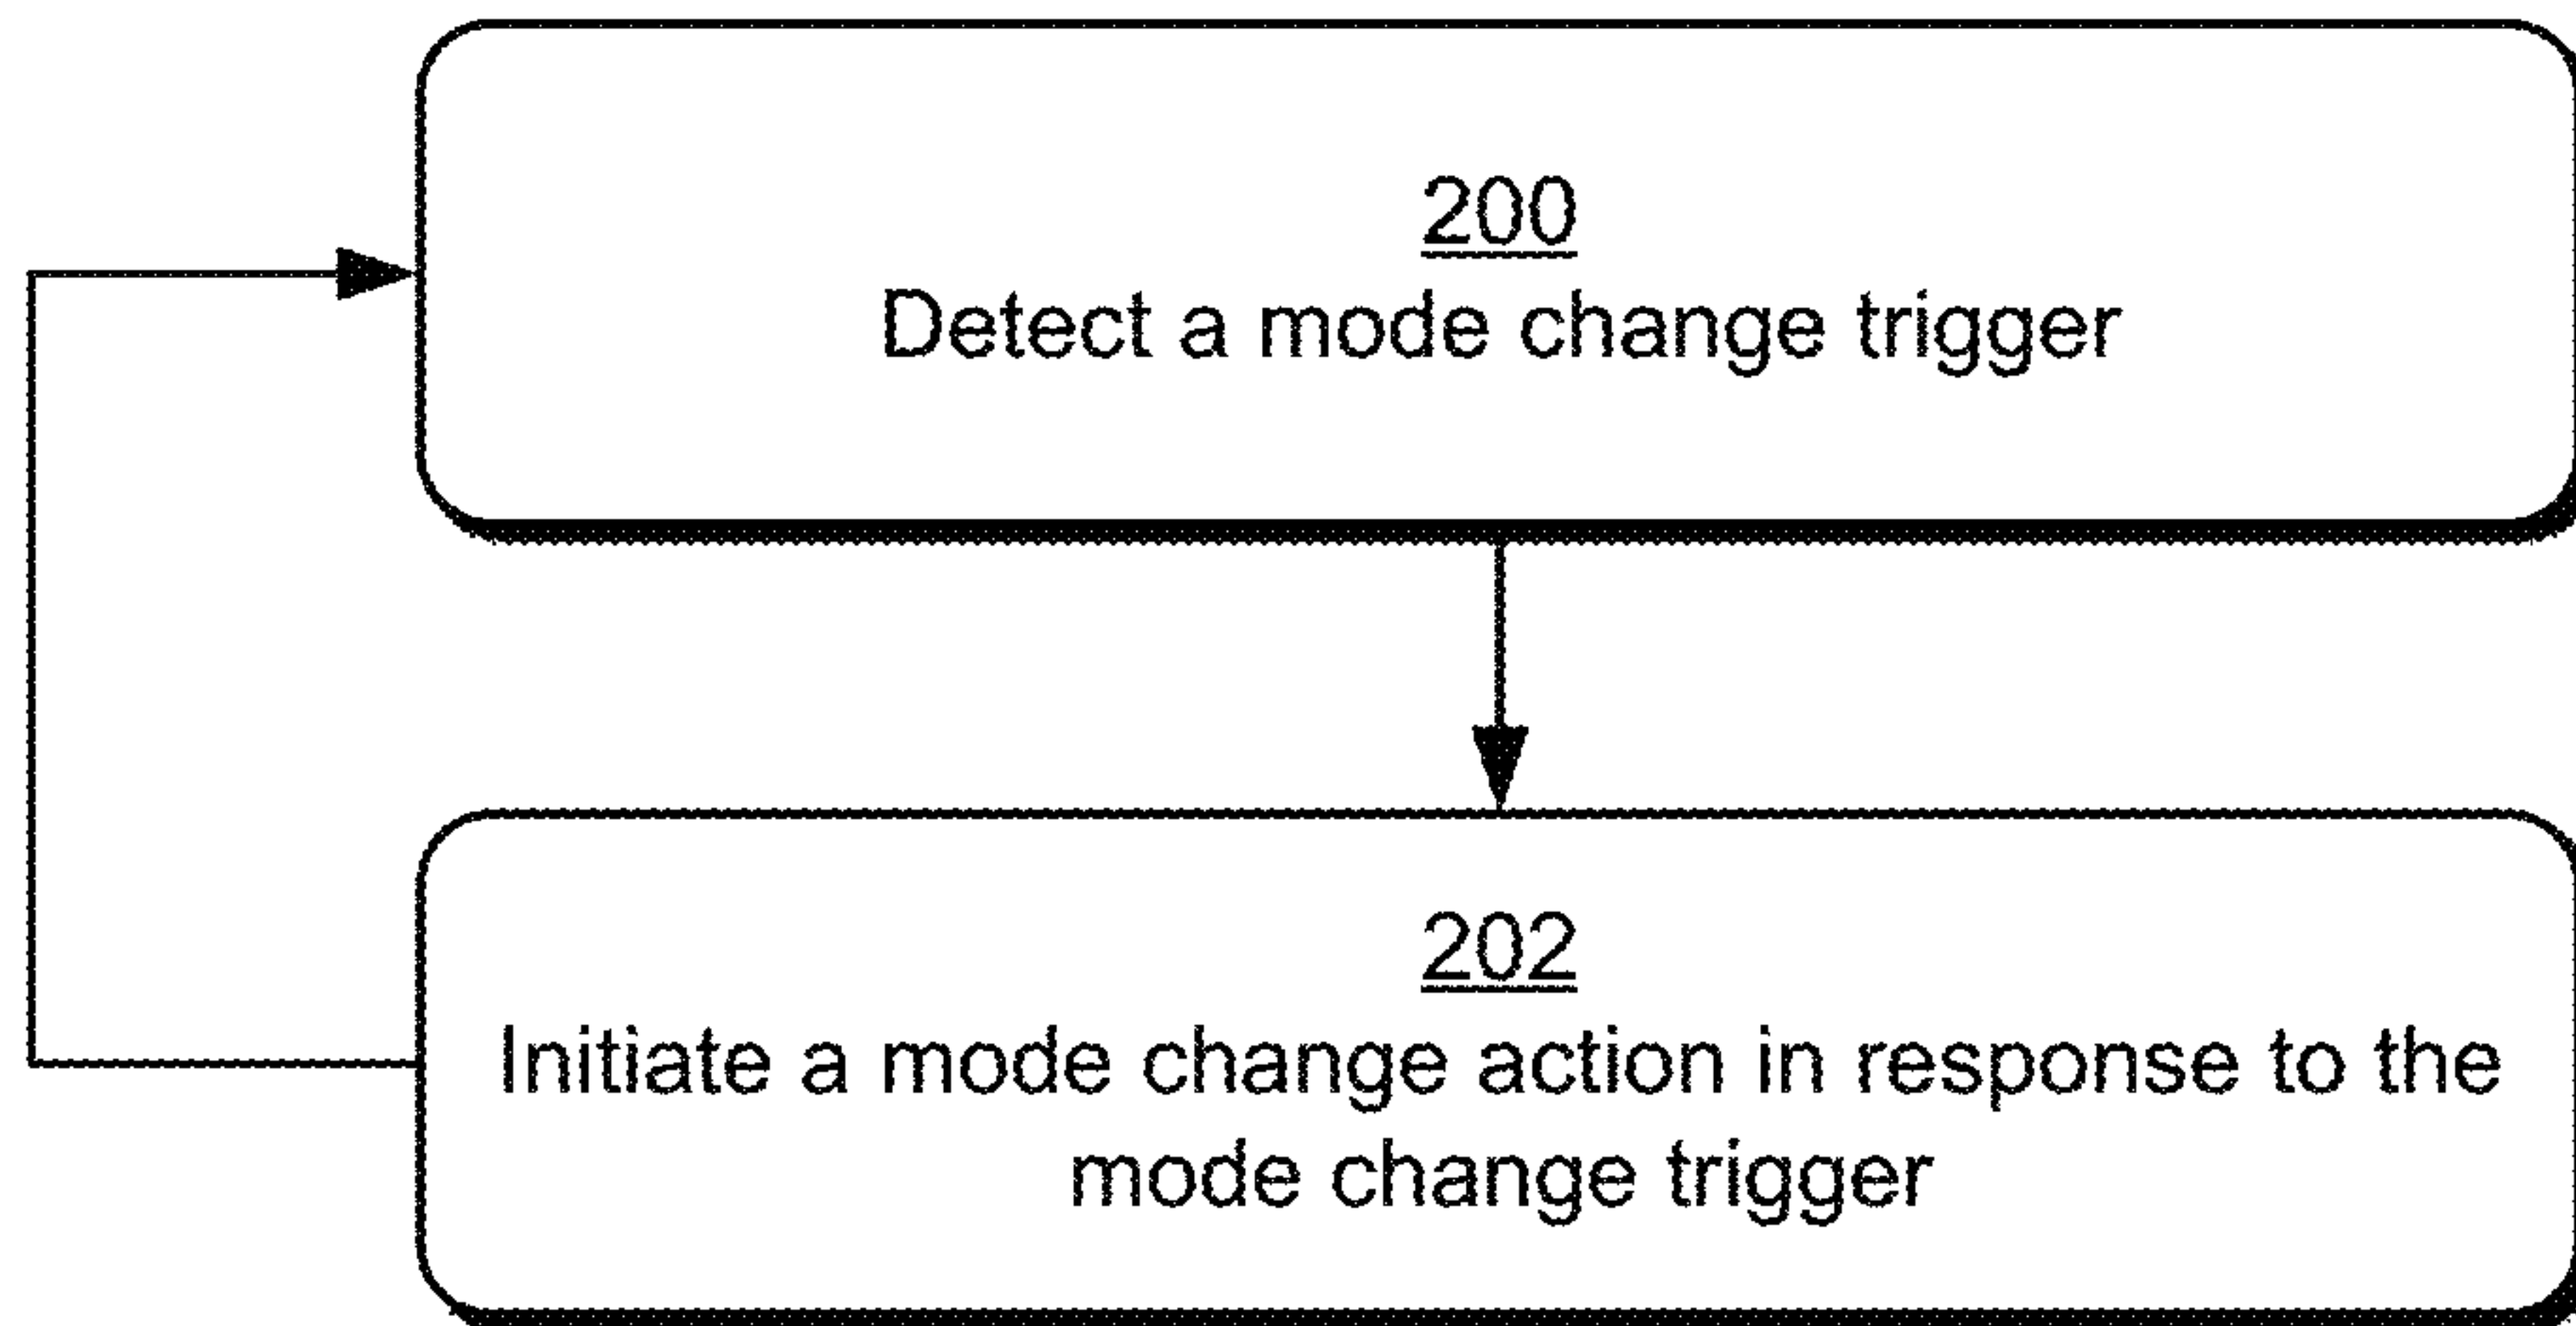 200
Detect a mode change trigger
202
Initiate a mode change action in response to the
mode change trigger